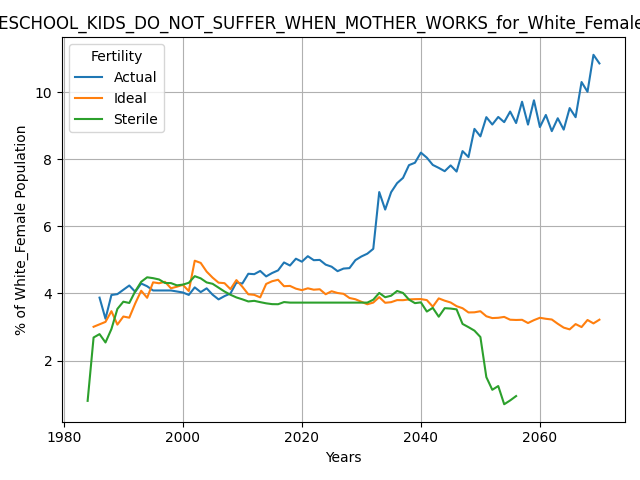 ESCHOOL_KIDS_DO_NOT_SUFFER_WHEN_MOTHER_WORKS_for_White_Female
Fertility
Actual
Ideal
Sterile
% of White_Female Population
10
8
6
4
2
1980 2000 2020 2040 2060
Years